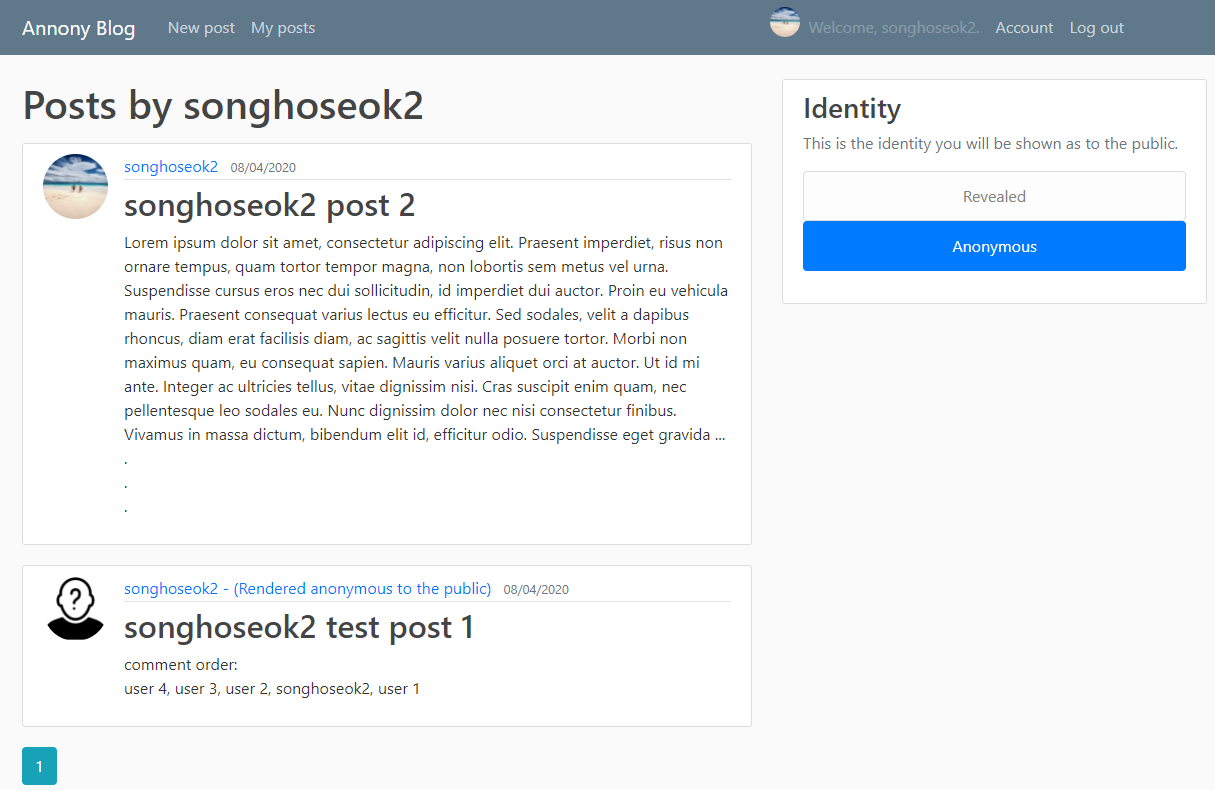 Annony Blog New post My posts Welcome, songhoseok2. Account Log out
Posts by songhoseok2
songhoseok2 08/04/2020
songhoseok2 post 2
Lorem ipsum dolor sit amet, consectetur adipiscing elit. Praesent imperdiet, risus non
ornare tempus, quam tortor tempor magna, non lobortis sem metus vel urna.
Suspendisse cursus eros nec dui sollicitudin, id imperdiet dui auctor. Proin eu vehicula
mauris. Praesent consequat varius lectus eu efficitur. Sed sodales, velit a dapibus
rhoncus, diam erat facilisis diam, ac sagittis velit nulla posuere tortor. Morbi non
maximus quam, eu consequat sapien. Mauris varius aliquet orci at auctor. Ut id mi
ante. Integer ac ultricies tellus, vitae dignissim nisi. Cras suscipit enim quam, nec
pellentesque leo sodales eu. Nunc dignissim dolor nec nisi consectetur finibus.
Vivamus in massa dictum, bibendum elit id, efficitur odio. Suspendisse eget gravida ...
.
.
.
songhoseok2 - (Rendered anonymous to the public) 08/04/2020
songhoseok2 test post 1
comment order:
user 4, user 3, user 2, songhoseok2, user 1
1
Identity
This is the identity you will be shown as to the public.
Revealed
Anonymous